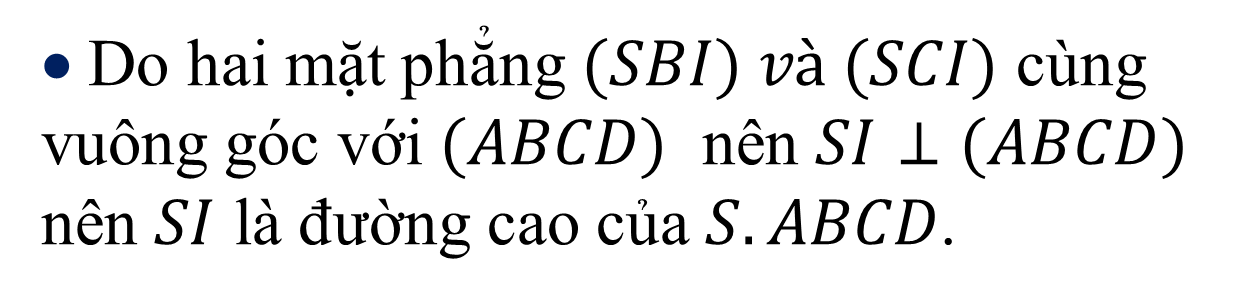 • Do hai mặt phẳng (SBI) và (SCI) cùng
vuông góc với (ABCD) nên SI ⊥ (ABCD)
nên SI là đường cao của S. ABCD.